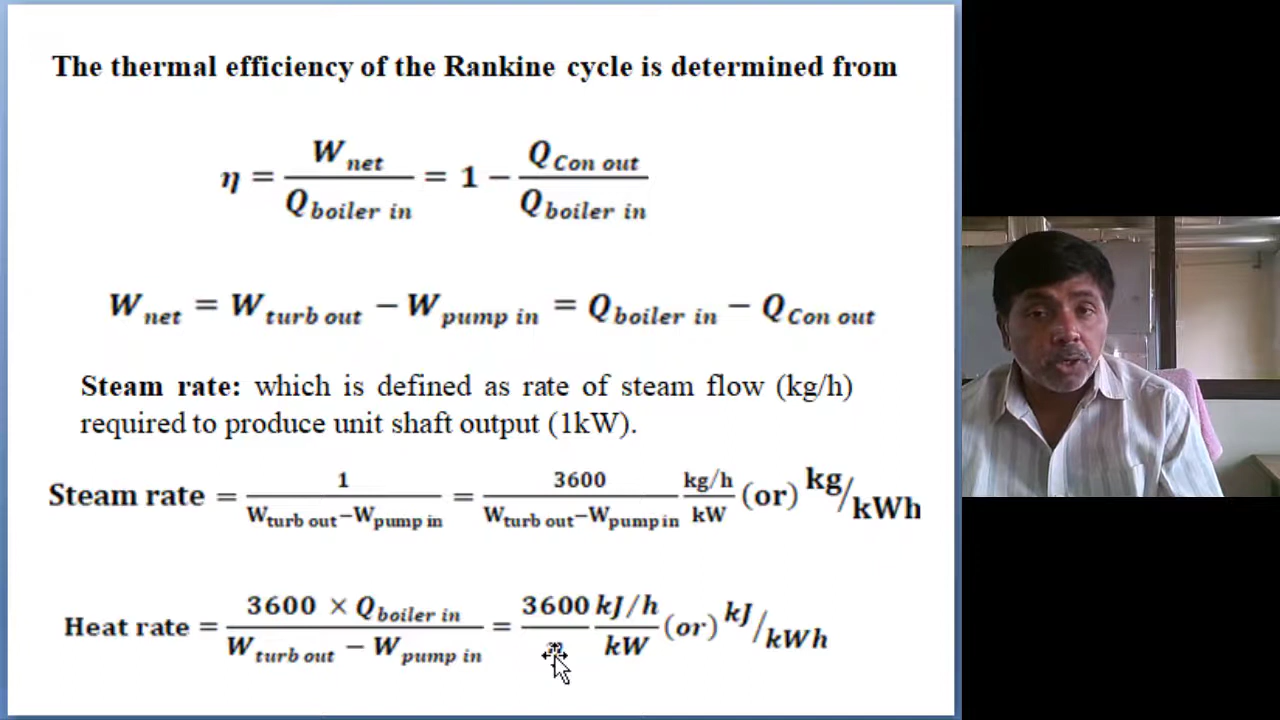 The thermal efficiency of the Rankine cycle is determined from
η = W net / Q boiler in = 1 − Q Con out / Q boiler in
W net = W turb out − W pump in = Q boiler in − Q Con out
Steam rate: which is defined as rate of steam flow (kg/h)
required to produce unit shaft output (1kW).
Steam rate = 1 / W turb out−W pump in = 3600 / W turb out−W pump in kg/h / kW (or) kg/kWh
Heat rate = 3600 × Q boiler in / W turb out − W pump in = 3600 kJ/h / kW (or) kJ/kWh